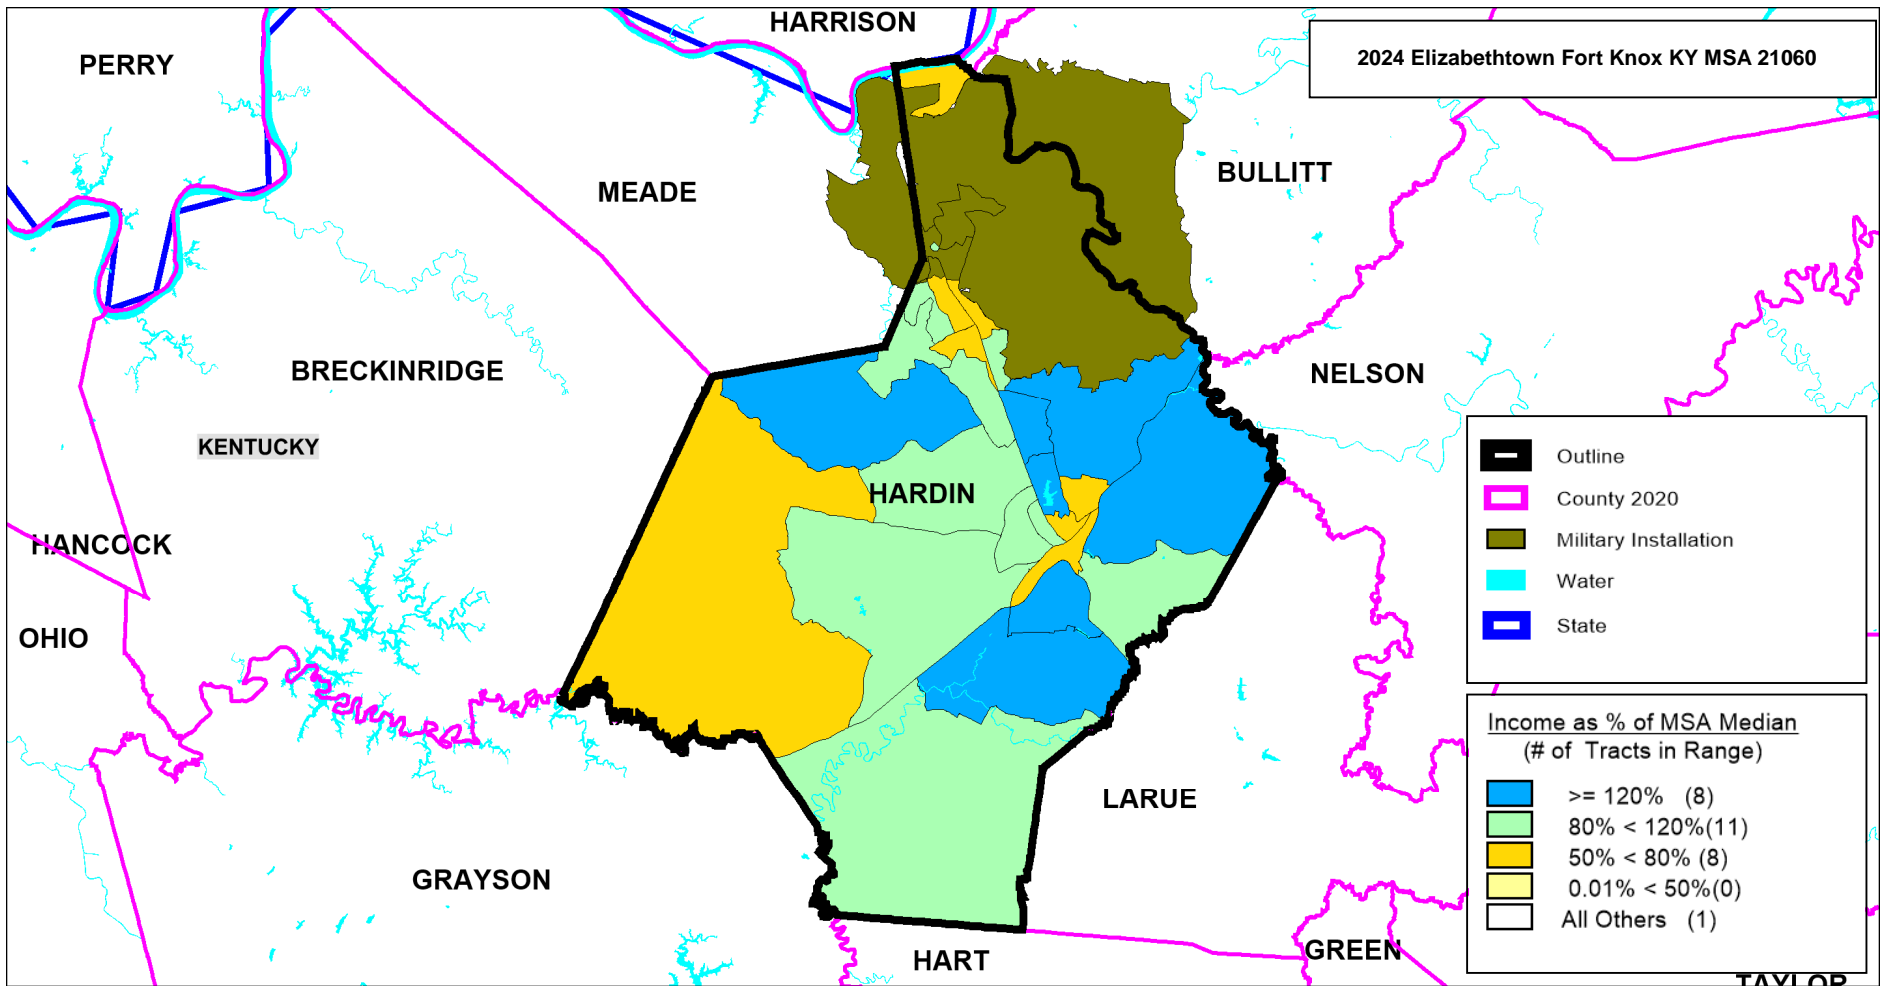 HARRISON
PERRY
2024 Elizabethtown Fort Knox KY MSA 21060
BULLITT
MEADE
BRECKINRIDGE
NELSON
KENTUCKY
HARDIN
HANCOCK
OHIO
LARUE
GRAYSON
HART
GREEN
TAYLOR
Outline
County 2020
Military Installation
Water
State
Income as % of MSA Median
(# of Tracts in Range)
>= 120% (8)
80% < 120%(11)
50% < 80% (8)
0.01% < 50%(0)
All Others (1)